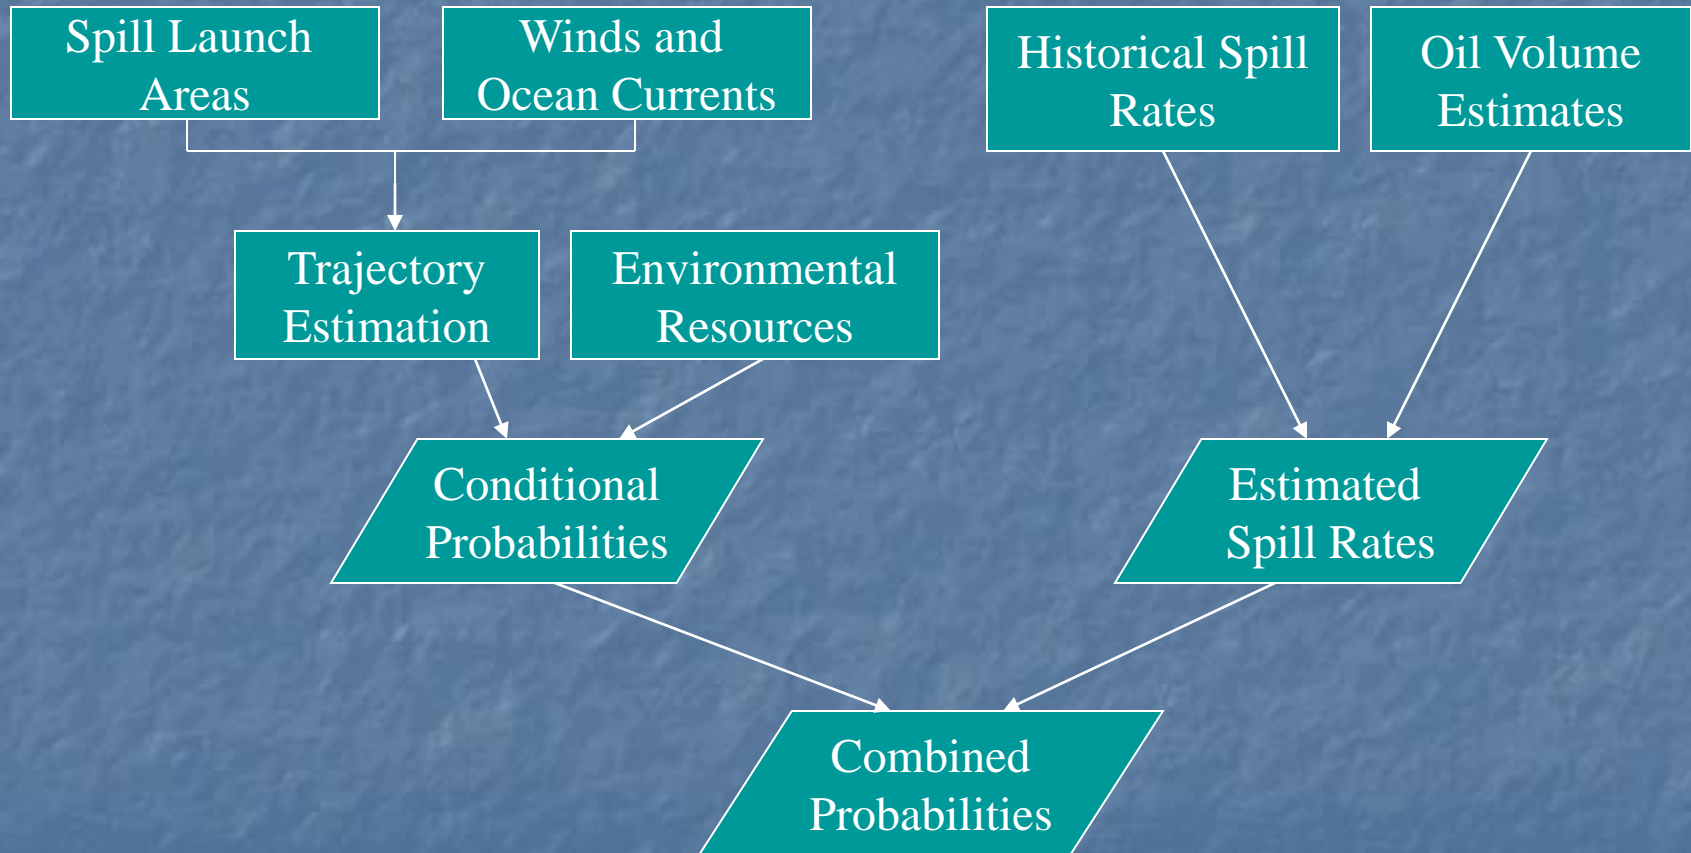 Spill Launch
Areas
Winds and
Ocean Currents
Historical Spill
Rates
Oil Volume
Estimates
Trajectory
Estimation
Environmental
Resources
Conditional
Probabilities
Estimated
Spill Rates
Combined
Probabilities